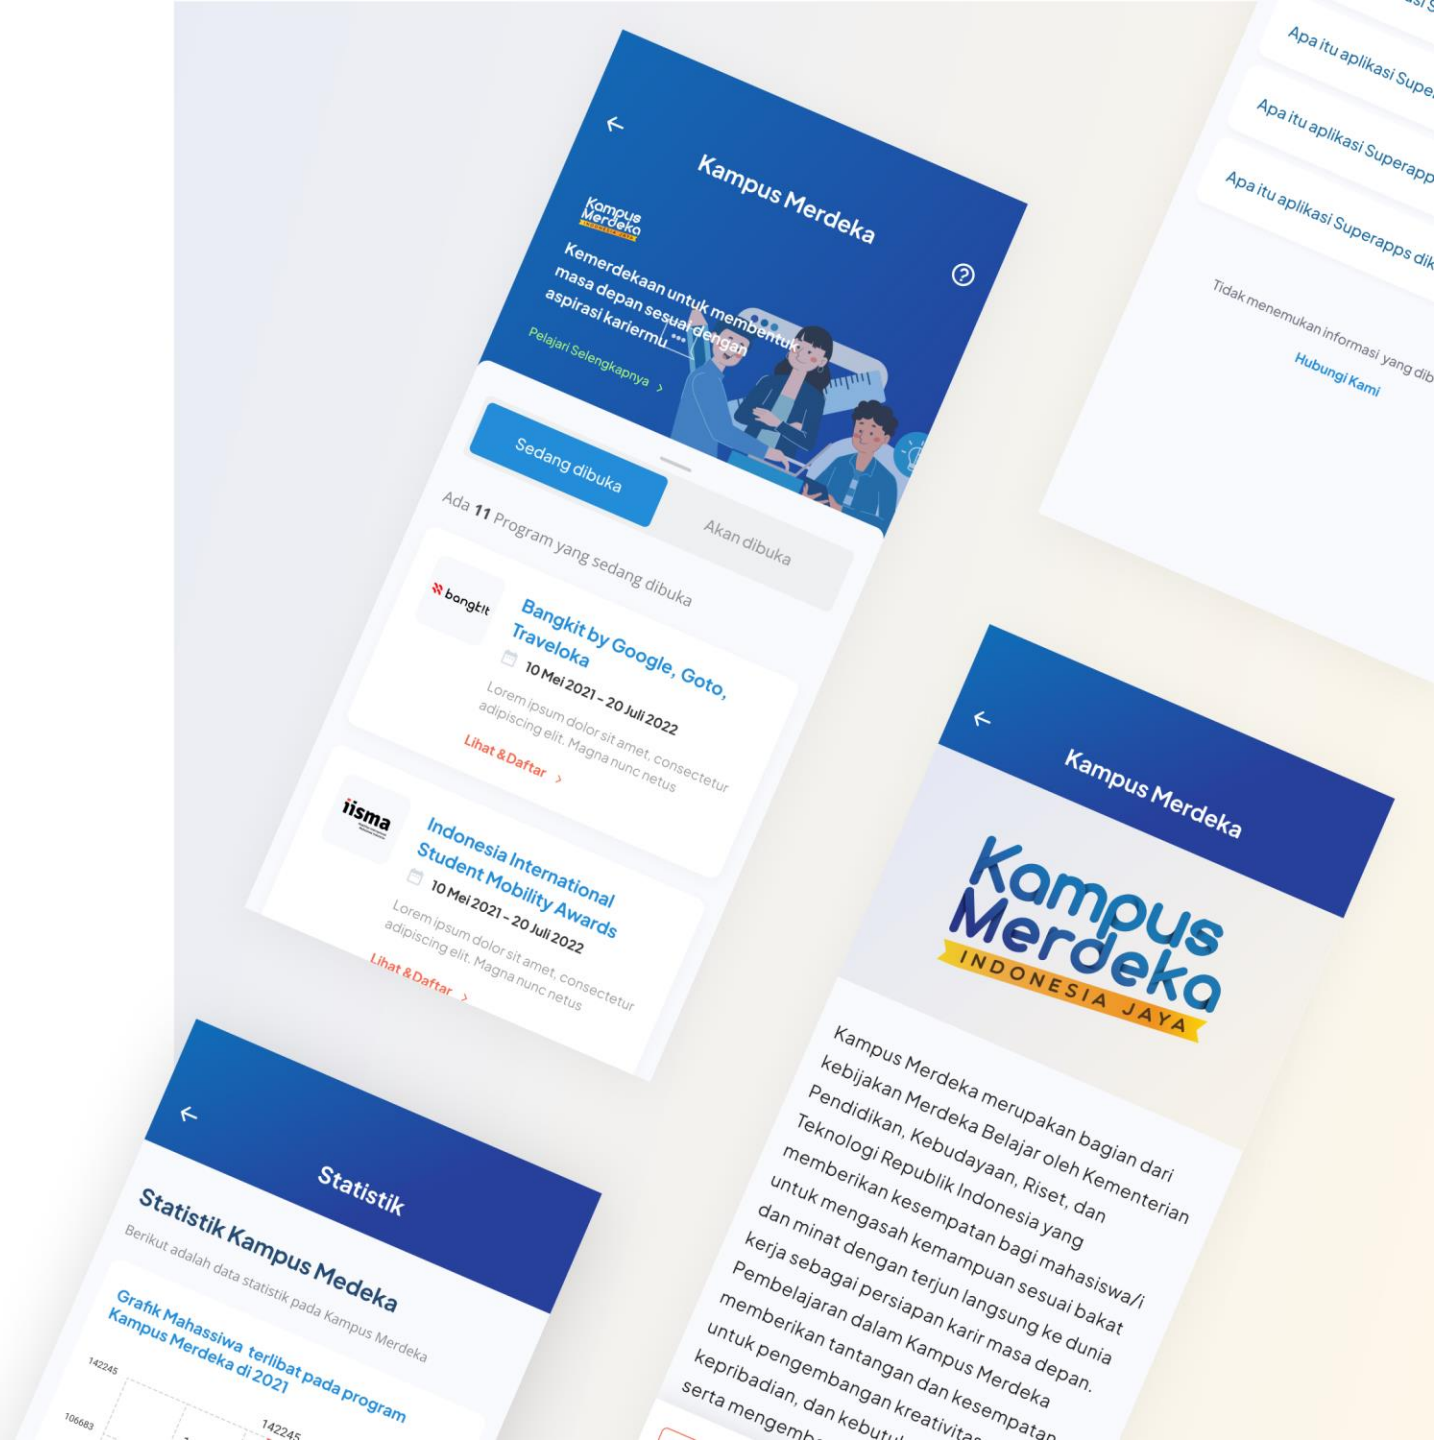 Kampus Merdeka
Kampus
Merdeka
INDONESIA JAYA
Kemerdekaan untuk membentuk
masa depan sesuai dengan
aspirasi kariermu
Pelajari Selengkapnya >
Sedang dibuka
Akan dibuka
Ada 11 Program yang sedang dibuka
bangkit
Bangkit by Google, Goto,
Traveloka
10 Mei 2021 - 20 Juli 2022
Lorem ipsum dolor sit amet, consectetur
adipiscing elit. Magna nunc netus
Lihat & Daftar >
iisma
Indonesia International
Student Mobility Awards
10 Mei 2021 - 20 Juli 2022
Lorem ipsum dolor sit amet, consectetur
adipiscing elit. Magna nunc netus
Lihat & Daftar >
Apa itu aplikasi
Apa itu aplikasi Superapp
Apa itu aplikasi Superapps
Tidak menemukan informasi yang
Hubungi Kami
Kampus Merdeka
Kampus
Merdeka
INDONESIA JAYA
Kampus Merdeka merupakan bagian dari
kebijakan Merdeka Belajar oleh Kementerian
Pendidikan, Kebudayaan, Riset, dan
Teknologi Republik Indonesia yang
memberikan kesempatan bagi mahasiswa/i
untuk mengasah kemampuan sesuai bakat
dan minat dengan terjun langsung ke dunia
kerja sebagai persiapan karir masa depan.
Pembelajaran dalam Kampus Merdeka
memberikan tantangan dan kesempatan
untuk pengembangan kreativitas
kepribadian, dan
serta
Statistik
Statistik Kampus Medeka
Berikut adalah data statistik pada Kampus Merdeka
Grafik Mahassiwa terlibat pada program
Kampus Merdeka di 2021
142245
142245
106683